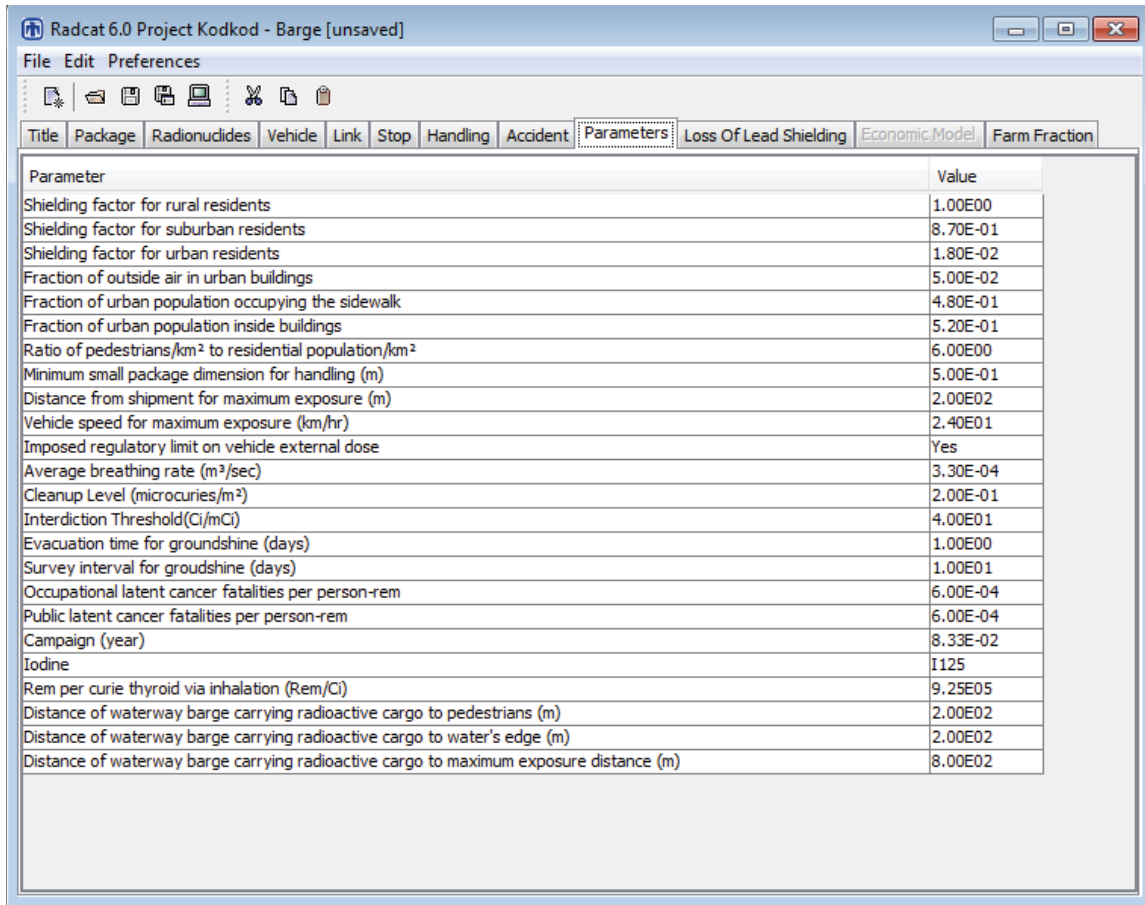 Radcat 6.0 Project Kodkod - Barge [unsaved]
File Edit Preferences
Title Package Radionuclides Vehicle Link Stop Handling Accident Parameters Loss Of Lead Shielding Economic Model Farm Fraction
Parameter Value
Shielding factor for rural residents 1.00E00
Shielding factor for suburban residents 8.70E-01
Shielding factor for urban residents 1.80E-02
Fraction of outside air in urban buildings 5.00E-02
Fraction of urban population occupying the sidewalk 4.80E-01
Fraction of urban population inside buildings 5.20E-01
Ratio of pedestrians/km² to residential population/km² 6.00E00
Minimum small package dimension for handling (m) 5.00E-01
Distance from shipment for maximum exposure (m) 2.00E02
Vehicle speed for maximum exposure (km/hr) 2.40E01
Imposed regulatory limit on vehicle external dose Yes
Average breathing rate (m³/sec) 3.30E-04
Cleanup Level (microcuries/m²) 2.00E-01
Interdiction Threshold(Ci/mCi) 4.00E01
Evacuation time for groundshine (days) 1.00E00
Survey interval for groudshine (days) 1.00E01
Occupational latent cancer fatalities per person-rem 6.00E-04
Public latent cancer fatalities per person-rem 6.00E-04
Campaign (year) 8.33E-02
Iodine I125
Rem per curie thyroid via inhalation (Rem/Ci) 9.25E05
Distance of waterway barge carrying radioactive cargo to pedestrians (m) 2.00E02
Distance of waterway barge carrying radioactive cargo to water's edge (m) 2.00E02
Distance of waterway barge carrying radioactive cargo to maximum exposure distance (m) 8.00E02